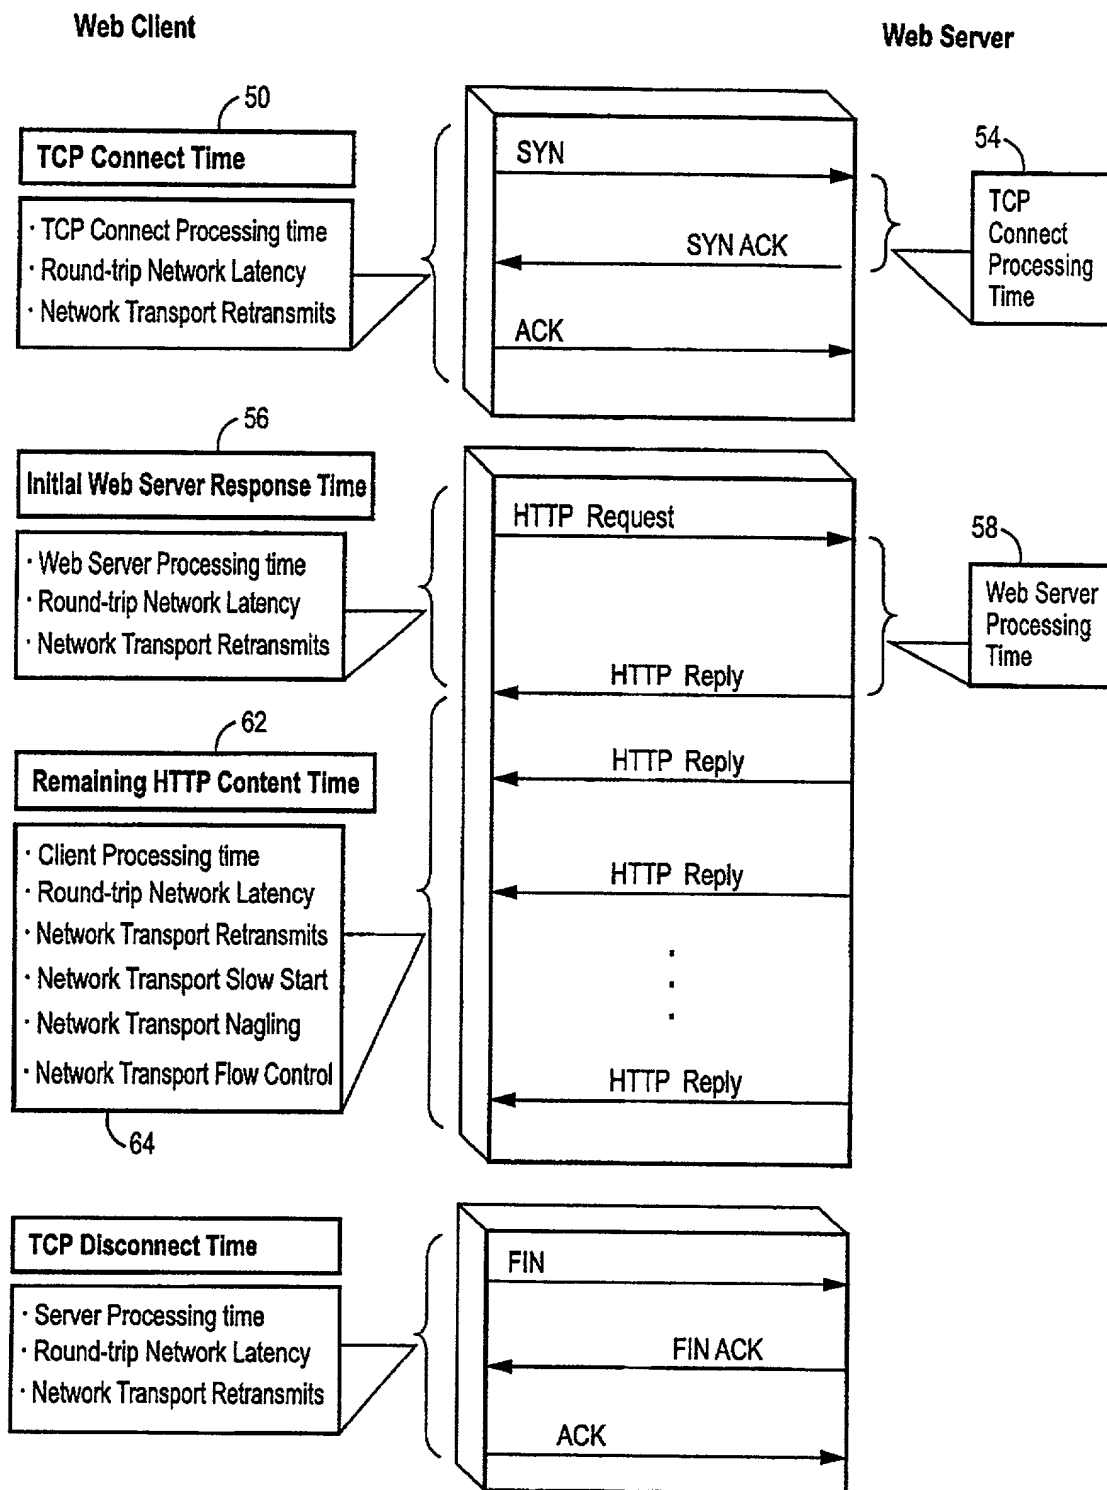 Web Client
Web Server
50
TCP Connect Time
· TCP Connect Processing time
· Round-trip Network Latency
· Network Transport Retransmits
SYN
SYN ACK
ACK
54
TCP
Connect
Processing
Time
56
Initial Web Server Response Time
· Web Server Processing time
· Round-trip Network Latency
· Network Transport Retransmits
HTTP Request
HTTP Reply
58
Web Server
Processing
Time
62
Remaining HTTP Content Time
· Client Processing time
· Round-trip Network Latency
· Network Transport Retransmits
· Network Transport Slow Start
· Network Transport Nagling
· Network Transport Flow Control
64
HTTP Reply
HTTP Reply
HTTP Reply
TCP Disconnect Time
· Server Processing time
· Round-trip Network Latency
· Network Transport Retransmits
FIN
FIN ACK
ACK